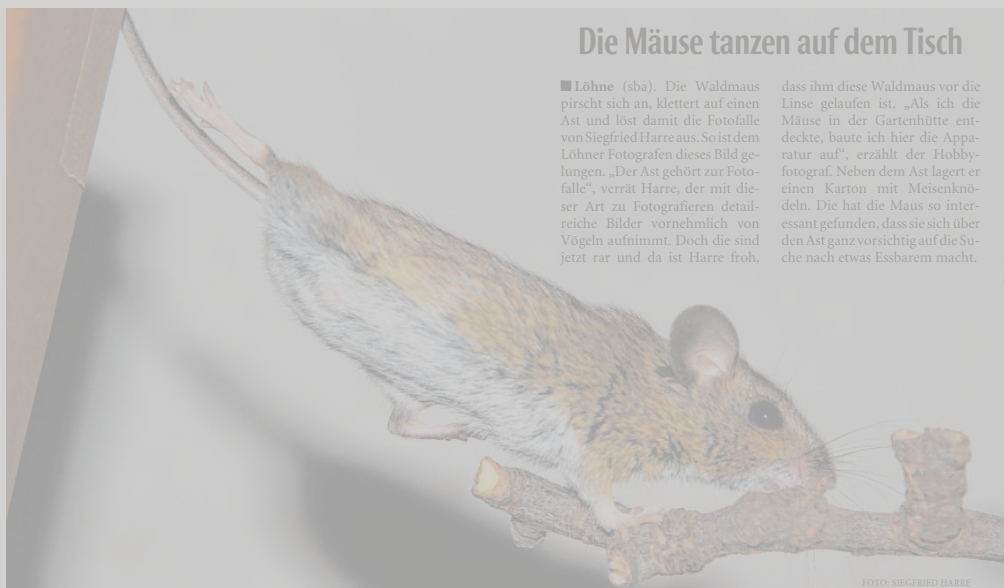 Die Mäuse tanzen auf dem Tisch
Löhne (sba). Die Waldmaus
pirscht sich an, klettert auf einen
Ast und löst damit die Fotofalle
von Siegfried Harre aus. So ist dem
Löhner Fotografen dieses Bild ge-
lungen. „Der Ast gehört zur Foto-
falle“, verrät Harre, der mit die-
ser Art zu Fotografieren detail-
reiche Bilder vornehmlich von
Vögeln aufnimmt. Doch die sind
jetzt rar und da ist Harre froh,
dass ihm diese Waldmaus vor die
Linse gelaufen ist. „Als ich die
Mäuse in der Gartenhütte ent-
deckte, baute ich hier die Appa-
ratur auf“, erzählt der Hobby-
fotograf. Neben dem Ast lagert er
einen Karton mit Meisenknö-
deln. Die hat die Maus so inter-
essant gefunden, dass sie sich über
den Ast ganz vorsichtig auf die Su-
che nach etwas Essbarem macht.
FOTO: SIEGFRIED HARRE